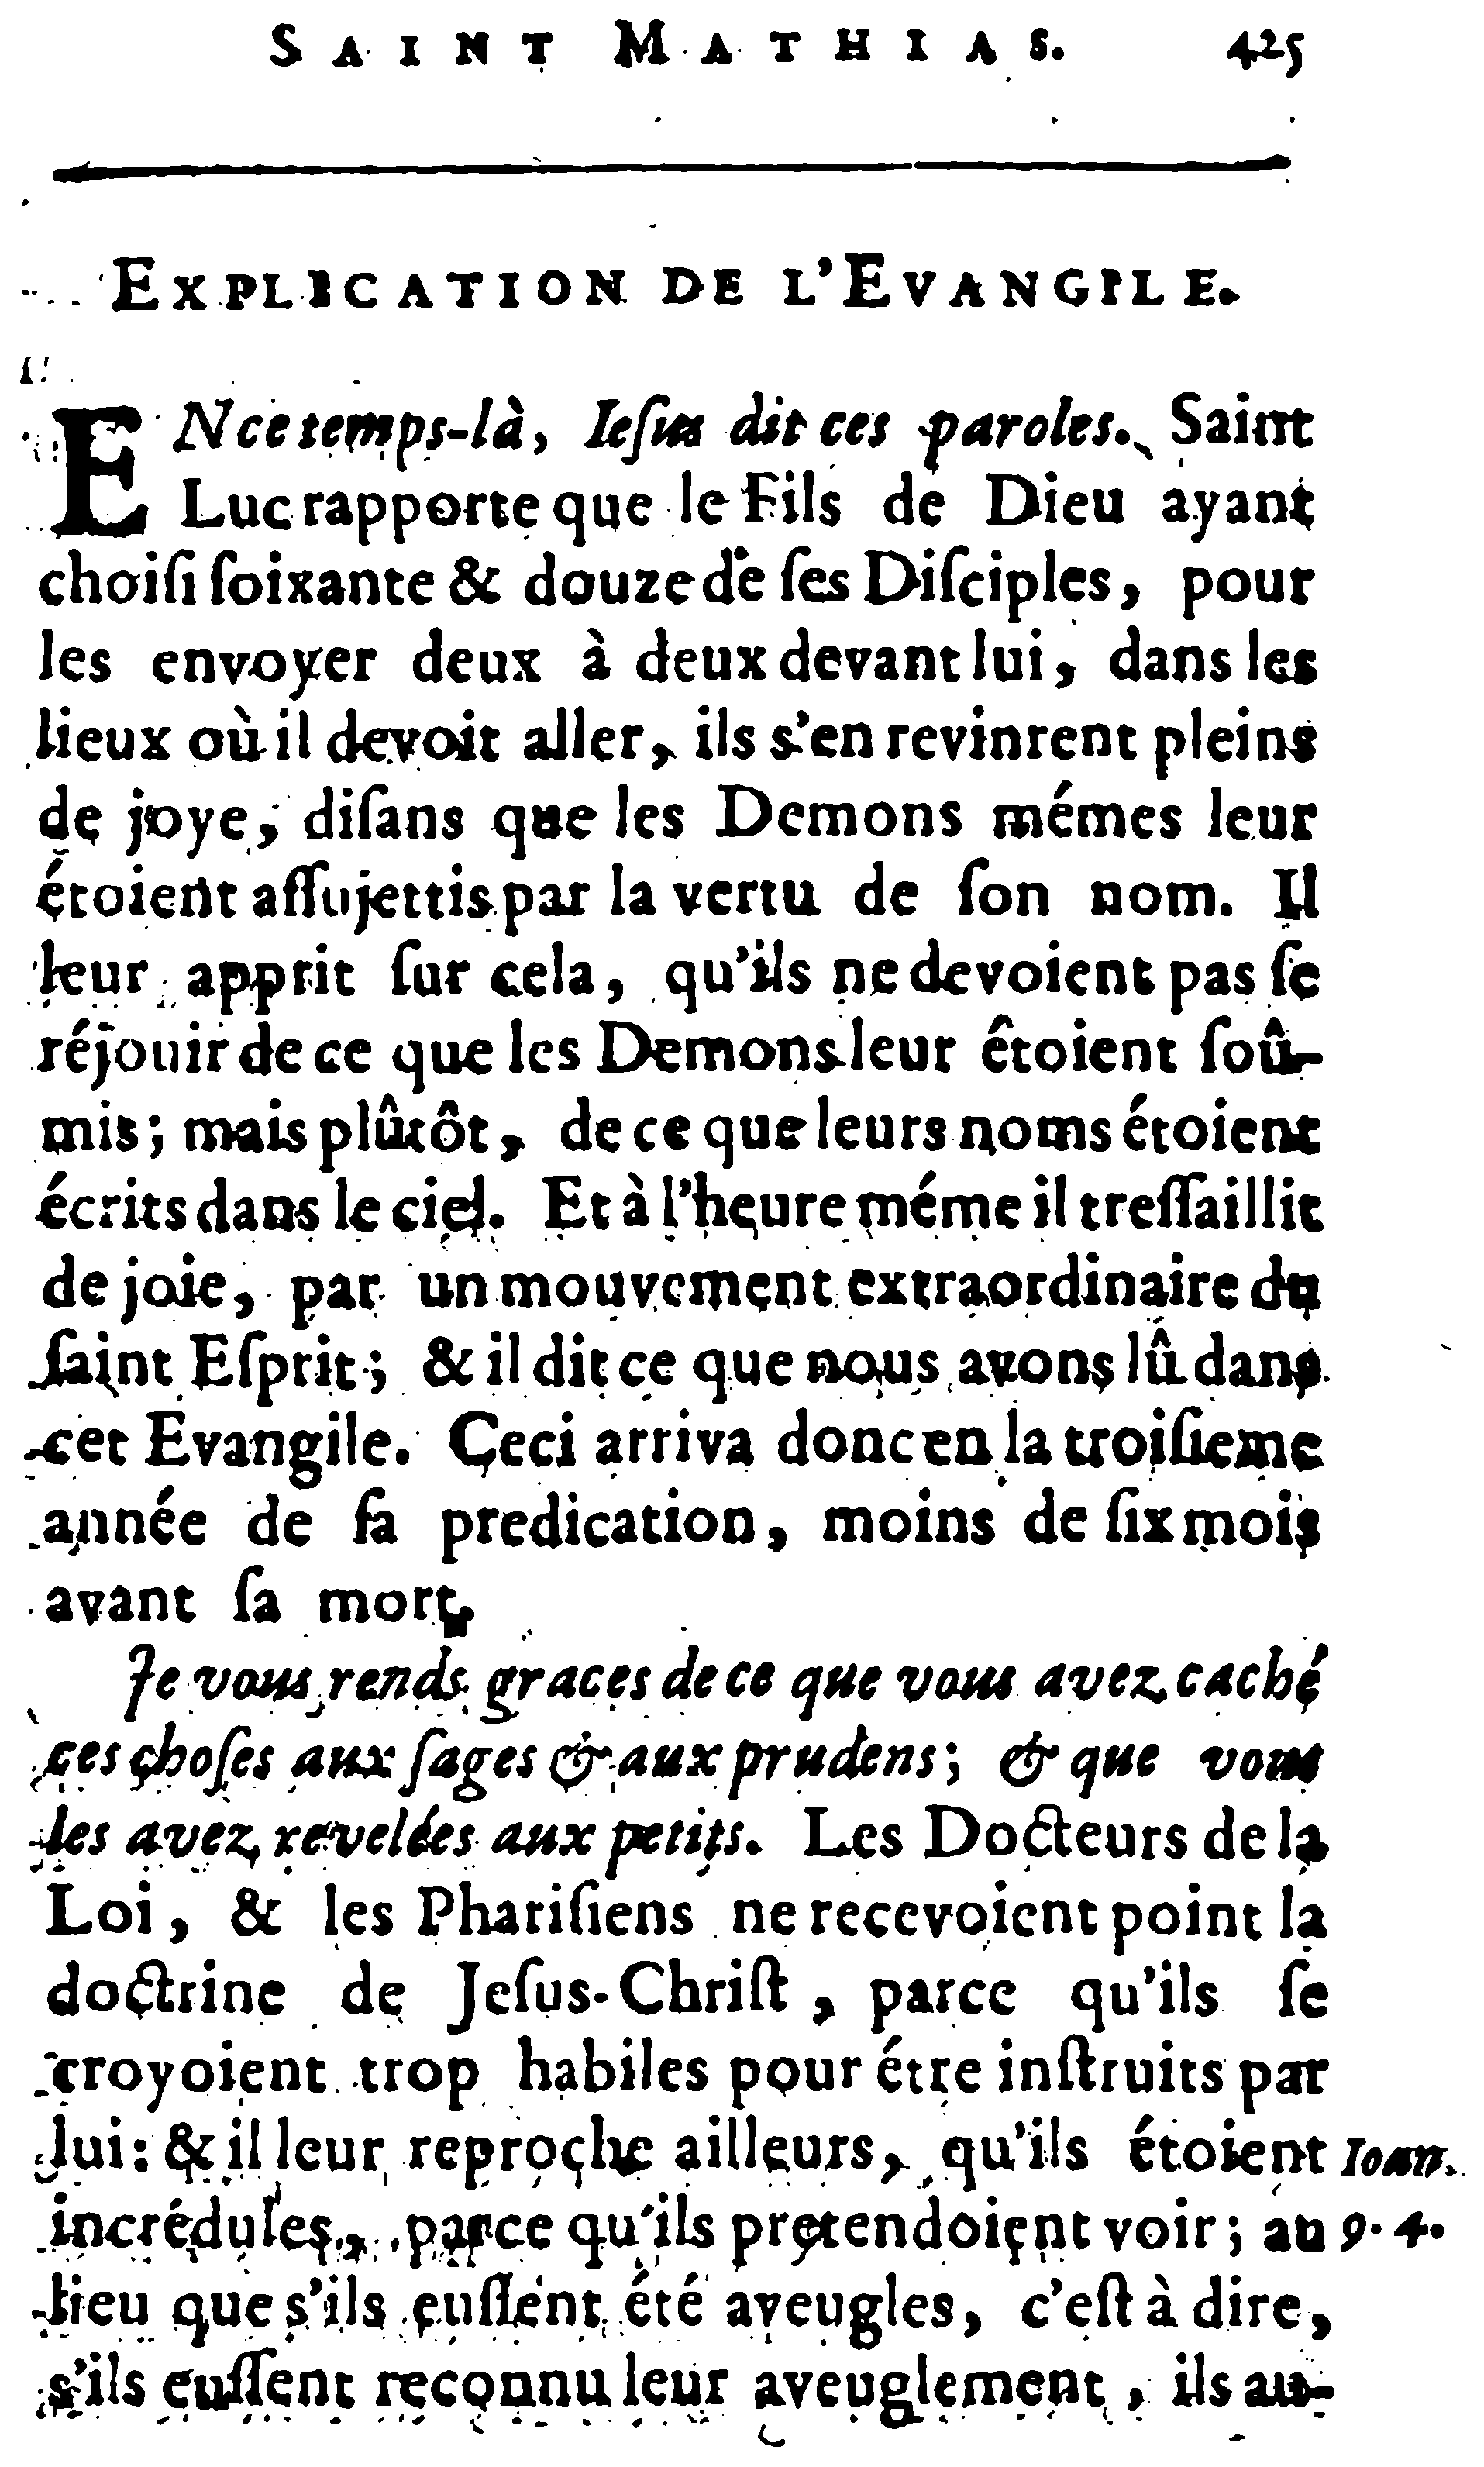 SAINT MATHIAS. 425
EXPLICATION DE L'EVANGILE.
EN ce temps-là, Iesus dit ces paroles. Saint
Luc rapporte que le Fils de Dieu ayant
choiſi ſoixante & douze de ſes Diſciples, pour
les envoyer deux à deux devant lui, dans les
lieux où il devoit aller, ils s'en revinrent pleins
de joye, diſans que les Demons mémes leur
étoient aſſujettis par la vertu de ſon nom. Il
leur apprit ſur cela, qu'ils ne devoient pas ſe
réjouir de ce que les Demons leur êtoient ſoû-
mis; mais plûtôt, de ce que leurs noms étoient
écrits dans le ciel. Et à l'heure méme il treſſaillit
de joie, par un mouvement extraordinaire du
ſaint Eſprit; & il dit ce que nous avons lû dans
cet Evangile. Ceci arriva donc en la troiſieme
année de ſa predication, moins de ſix mois
avant ſa mort.
Je vous rends graces de ce que vous avez caché
ces choſes aux ſages & aux prudens; & que vous
les avez revelées aux petits. Les Docteurs de la
Loi, & les Phariſiens ne recevoient point la
doctrine de Jeſus-Chriſt, parce qu'ils ſe
croyoient trop habiles pour étre inſtruits par
lui: & il leur reproche ailleurs, qu'ils étoient Ioan.
incrédules, parce qu'ils pretendoient voir; au 9. 4.
lieu que s'ils euſſent été aveugles, c'eſt à dire,
s'ils euſſent reconnu leur aveuglement, ils au-